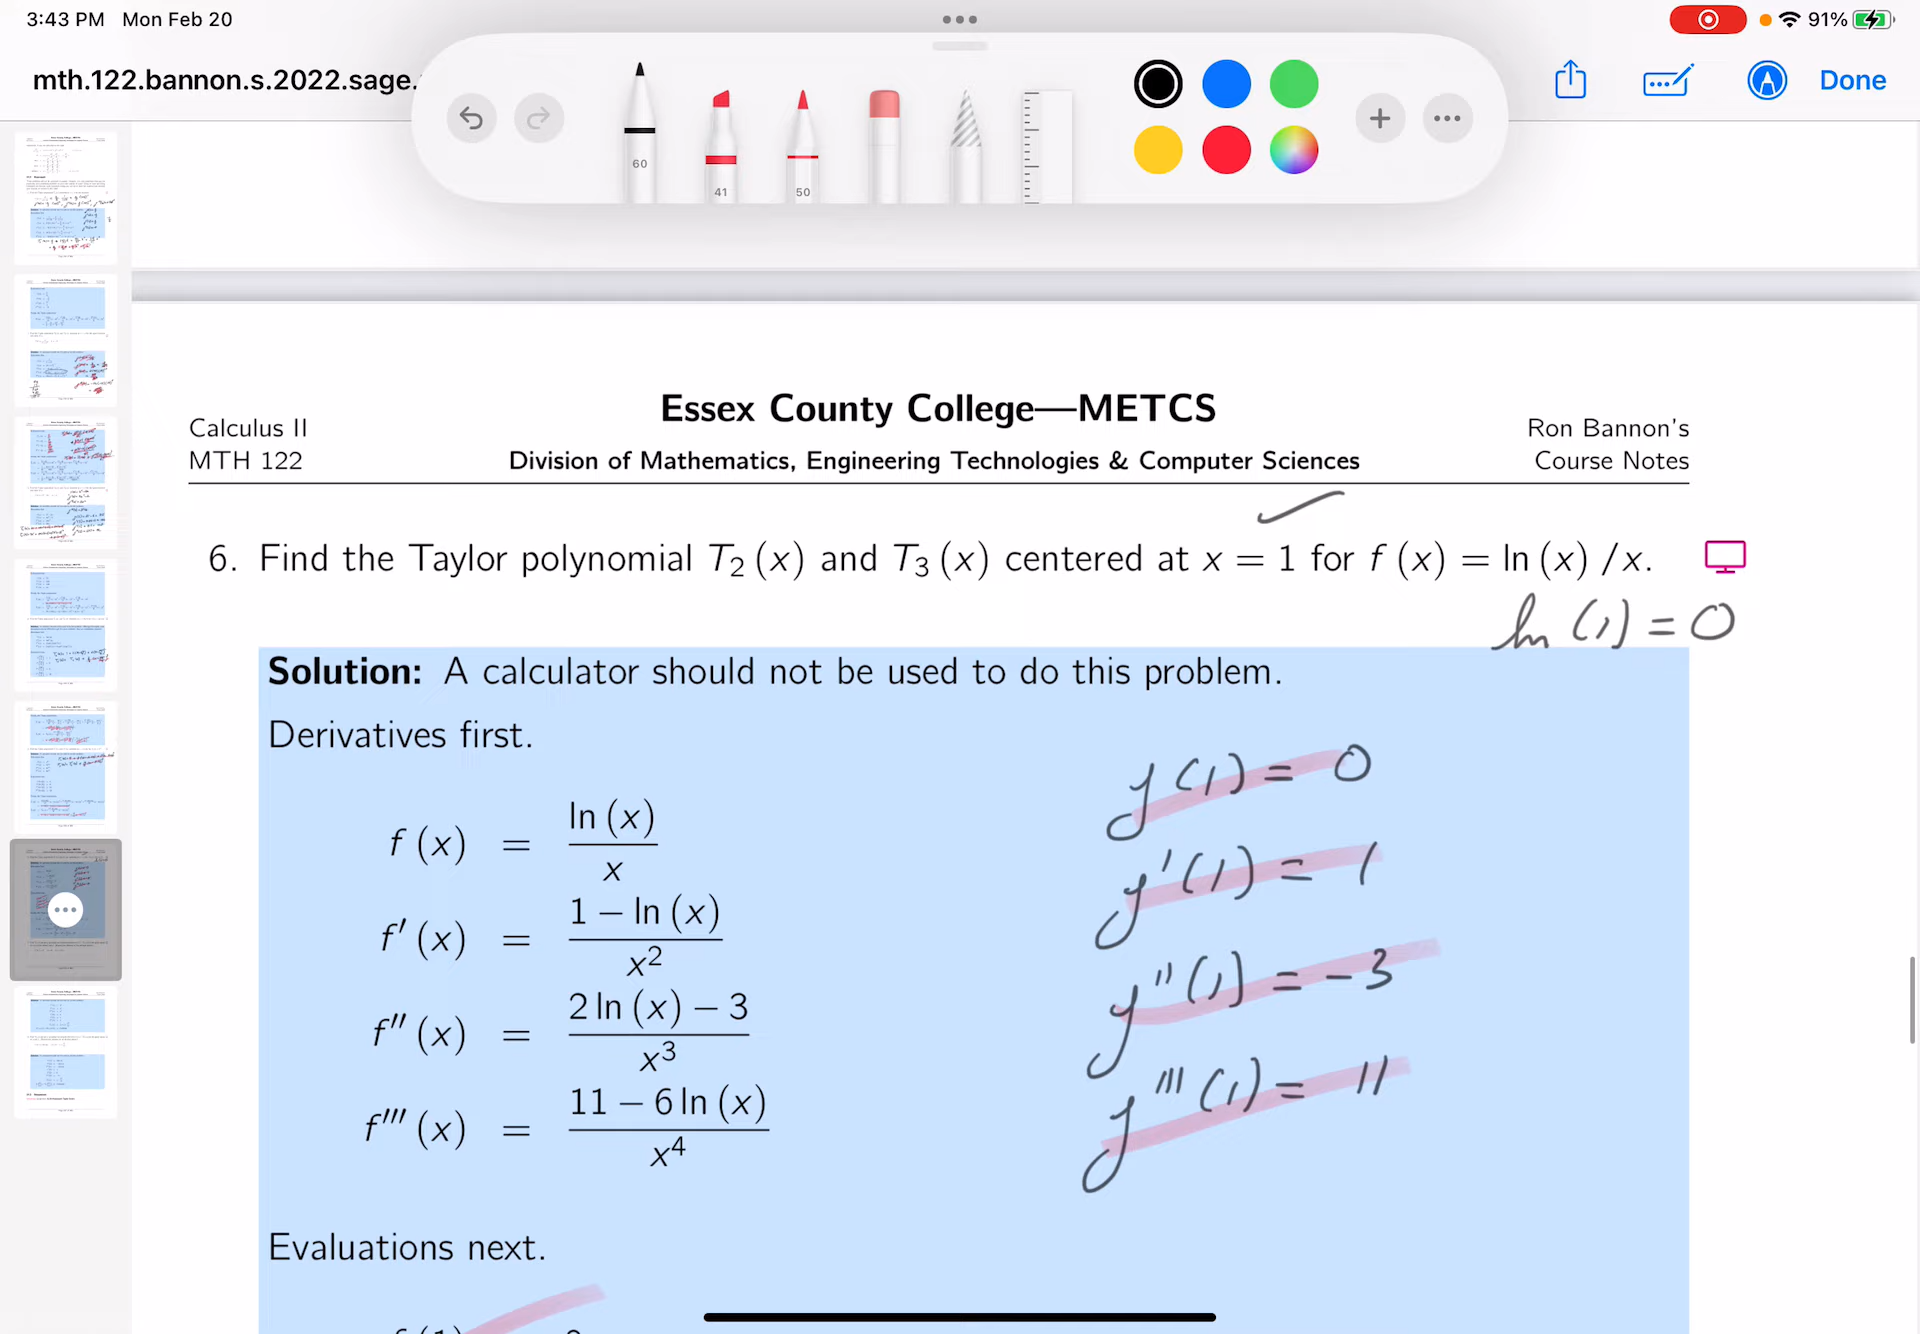 3:43 PM Mon Feb 20
91%
mth.122.bannon.s.2022.sage.
Done
60
41
50
Calculus II
MTH 122
Essex County College—METCS
Division of Mathematics, Engineering Technologies & Computer Sciences
Ron Bannon's
Course Notes
6. Find the Taylor polynomial T₂ (x) and T₃ (x) centered at x = 1 for f (x) = ln (x) /x.
ln (1) = 0
Solution: A calculator should not be used to do this problem.
Derivatives first.
f (x) = ln (x) / x
f′ (x) = 1 − ln (x) / x²
f″ (x) = 2 ln (x) − 3 / x³
f‴ (x) = 11 − 6 ln (x) / x⁴
f(1) = 0
f′(1) = 1
f″(1) = −3
f‴(1) = 11
Evaluations next.